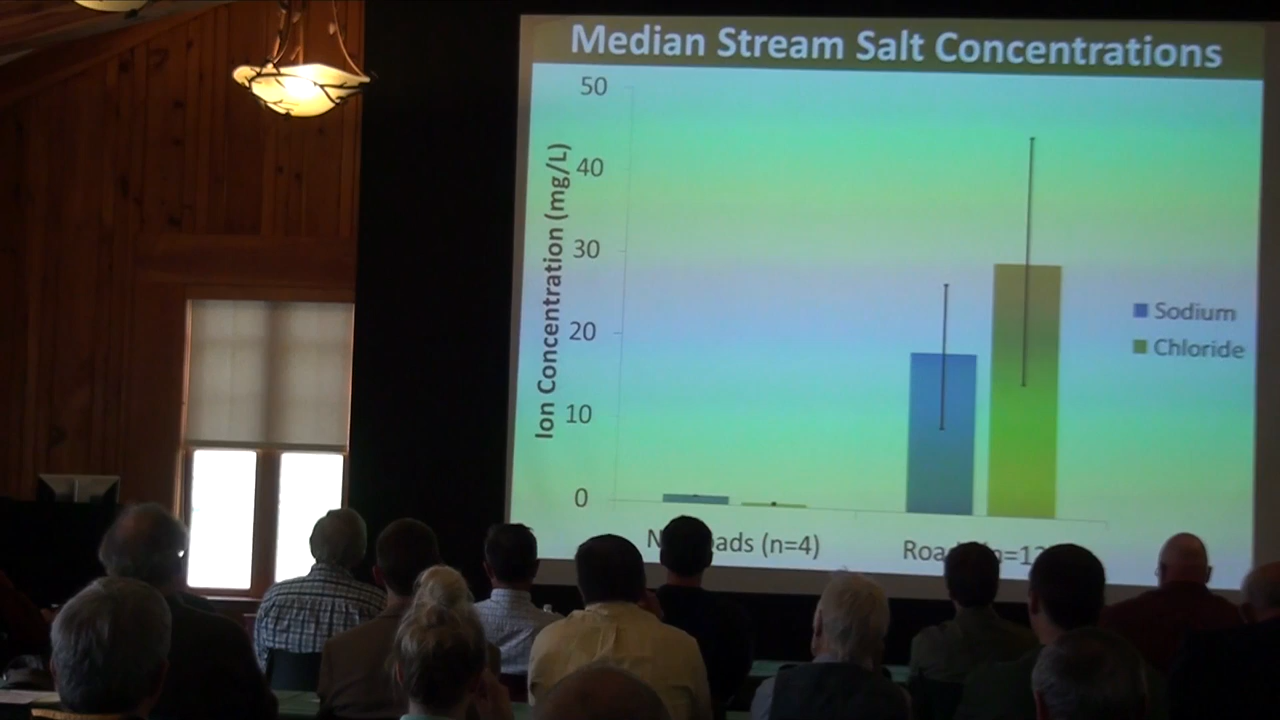 Median Stream Salt Concentrations
Ion Concentration (mg/L)
50
40
30
20
10
0
Sodium
Chloride
(n=4)